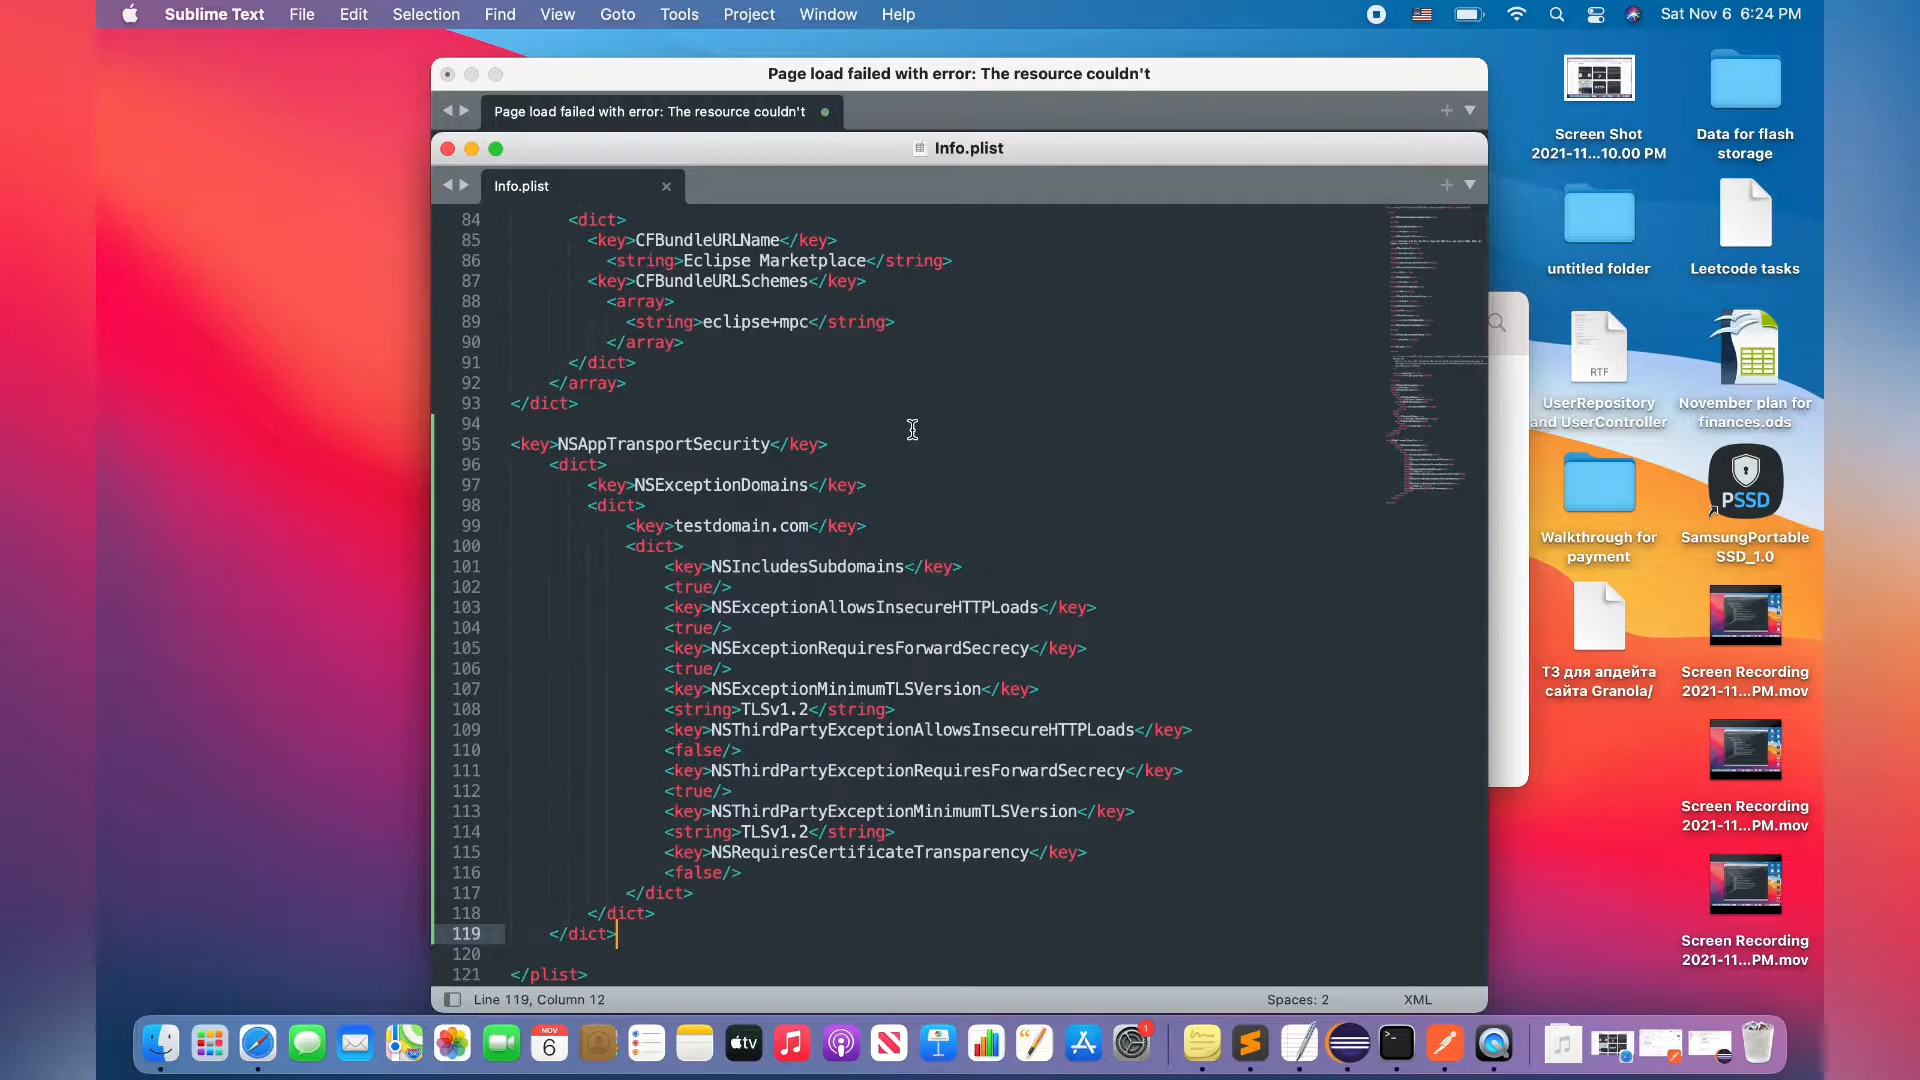 Sublime Text File Edit Selection Find View Goto Tools Project Window Help
Sat Nov 6 6:24 PM
Page load failed with error: The resource couldn't
Page load failed with error: The resource couldn't
Info.plist
Info.plist
84 <dict>
85 <key>CFBundleURLName</key>
86 <string>Eclipse Marketplace</string>
87 <key>CFBundleURLSchemes</key>
88 <array>
89 <string>eclipse+mpc</string>
90 </array>
91 </dict>
92 </array>
93 </dict>
94
95 <key>NSAppTransportSecurity</key>
96 <dict>
97 <key>NSExceptionDomains</key>
98 <dict>
99 <key>testdomain.com</key>
100 <dict>
101 <key>NSIncludesSubdomains</key>
102 <true/>
103 <key>NSExceptionAllowsInsecureHTTPLoads</key>
104 <true/>
105 <key>NSExceptionRequiresForwardSecrecy</key>
106 <true/>
107 <key>NSExceptionMinimumTLSVersion</key>
108 <string>TLSv1.2</string>
109 <key>NSThirdPartyExceptionAllowsInsecureHTTPLoads</key>
110 <false/>
111 <key>NSThirdPartyExceptionRequiresForwardSecrecy</key>
112 <true/>
113 <key>NSThirdPartyExceptionMinimumTLSVersion</key>
114 <string>TLSv1.2</string>
115 <key>NSRequiresCertificateTransparency</key>
116 <false/>
117 </dict>
118 </dict>
119 </dict>
120
121 </plist>
Line 119, Column 12
Spaces: 2
XML
Screen Shot
2021-11...10.00 PM
Data for flash
storage
untitled folder
Leetcode tasks
RTF
UserRepository
and UserController
November plan for
finances.ods
Walkthrough for
payment
PSSD
SamsungPortable
SSD_1.0
ТЗ для апдейта
сайта Granola/
Screen Recording
2021-11...PM.mov
Screen Recording
2021-11...PM.mov
Screen Recording
2021-11...PM.mov
NOV
6
tv
1